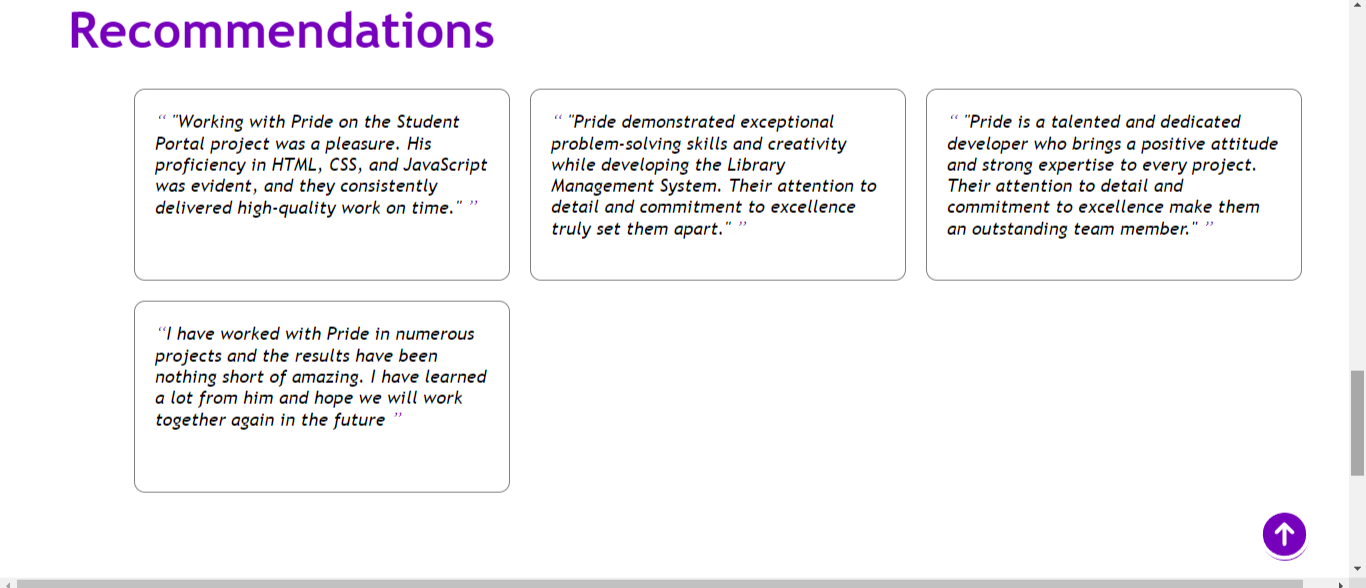 Recommendations
“ "Working with Pride on the Student
Portal project was a pleasure. His
proficiency in HTML, CSS, and JavaScript
was evident, and they consistently
delivered high-quality work on time." ”
“ "Pride demonstrated exceptional
problem-solving skills and creativity
while developing the Library
Management System. Their attention to
detail and commitment to excellence
truly set them apart." ”
“ "Pride is a talented and dedicated
developer who brings a positive attitude
and strong expertise to every project.
Their attention to detail and
commitment to excellence make them
an outstanding team member." ”
“I have worked with Pride in numerous
projects and the results have been
nothing short of amazing. I have learned
a lot from him and hope we will work
together again in the future ”